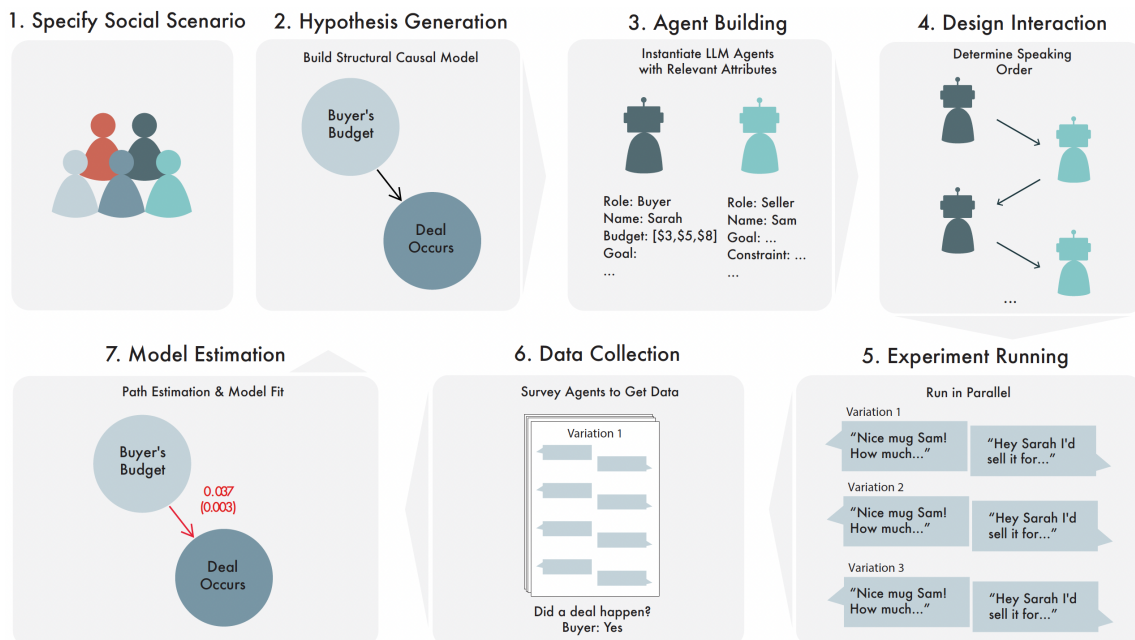 1. Specify Social Scenario
2. Hypothesis Generation
Build Structural Causal Model
Buyer's
Budget
Deal
Occurs
3. Agent Building
Instantiate LLM Agents
with Relevant Attributes
Role: Buyer
Name: Sarah
Budget: [$3,$5,$8]
Goal:
...
Role: Seller
Name: Sam
Goal: ...
Constraint: ...
...
4. Design Interaction
Determine Speaking
Order
...
5. Experiment Running
Run in Parallel
Variation 1
“Nice mug Sam!
How much...”
“Hey Sarah I'd
sell it for...”
Variation 2
“Nice mug Sam!
How much...”
“Hey Sarah I'd
sell it for...”
Variation 3
“Nice mug Sam!
How much...”
“Hey Sarah I'd
sell it for...”
6. Data Collection
Survey Agents to Get Data
Variation 1
Did a deal happen?
Buyer: Yes
7. Model Estimation
Path Estimation & Model Fit
Buyer's
Budget
0.037
(0.003)
Deal
Occurs